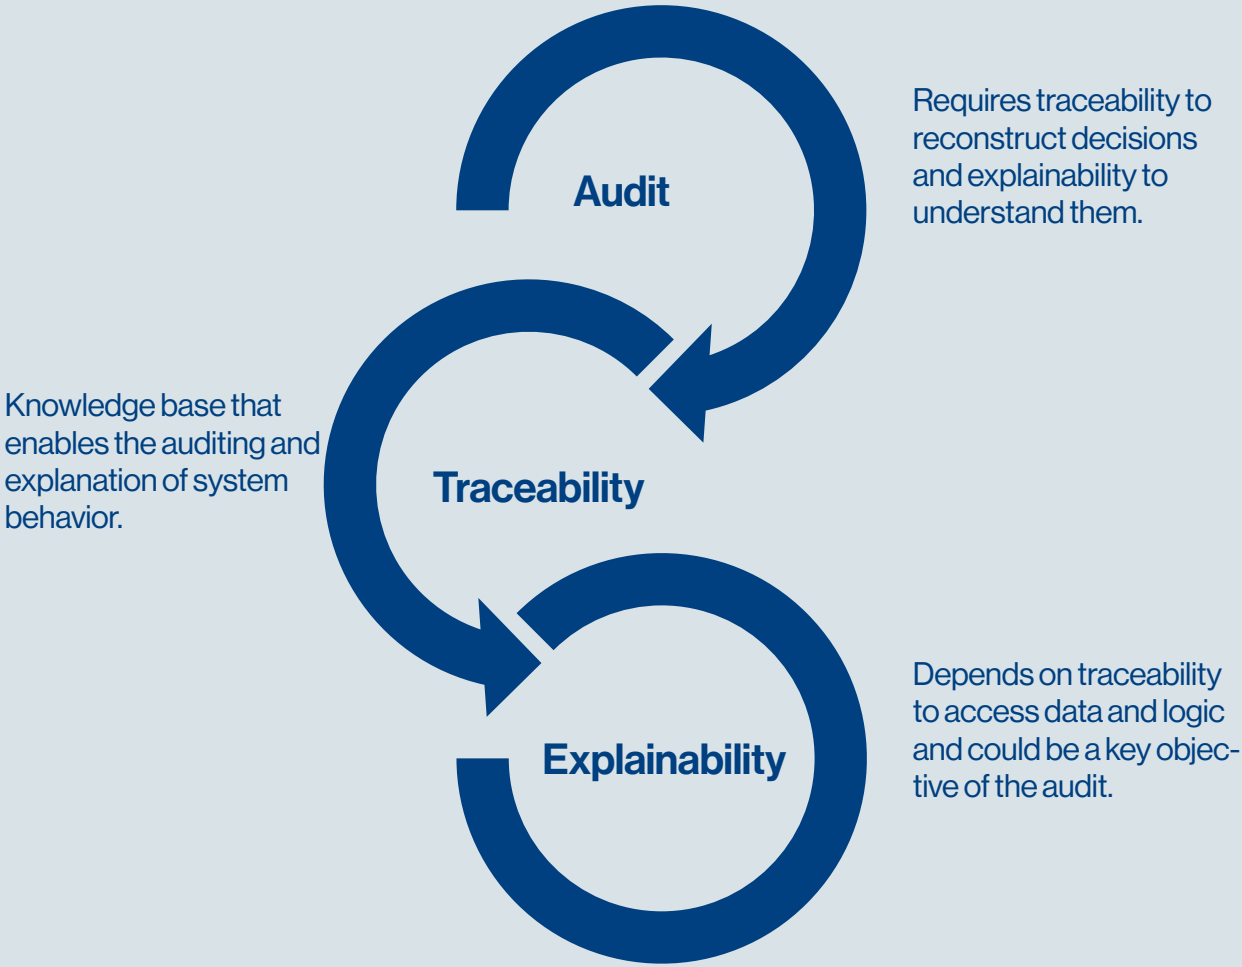 Audit
Requires traceability to
reconstruct decisions
and explainability to
understand them.
Knowledge base that
enables the auditing and
explanation of system
behavior.
Traceability
Explainability
Depends on traceability
to access data and logic
and could be a key objec-
tive of the audit.